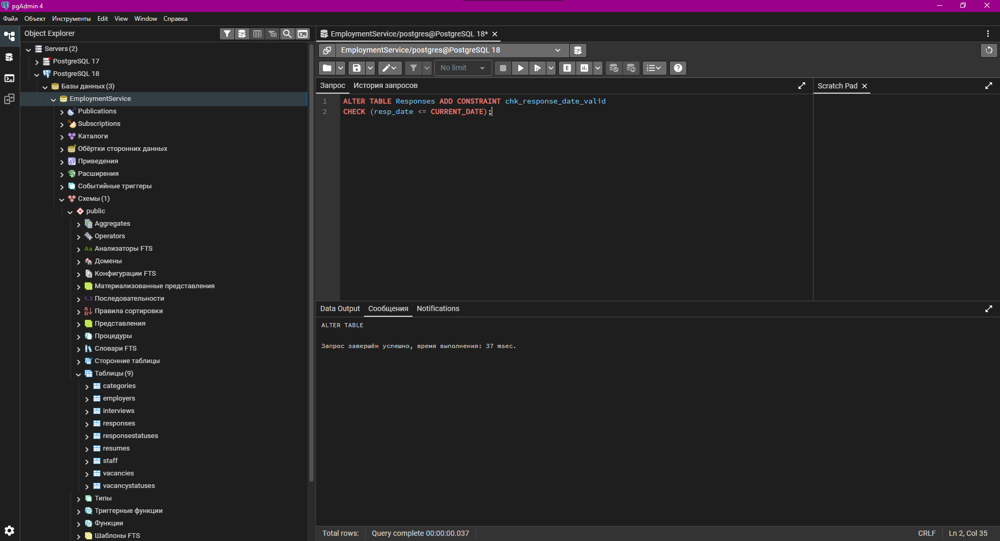 pgAdmin 4
Файл Объект Инструменты Edit View Window Справка
Object Explorer
Servers (2)
PostgreSQL 17
PostgreSQL 18
Базы данных (3)
EmploymentService
Publications
Subscriptions
Каталоги
Обёртки сторонних данных
Приведения
Расширения
Событийные триггеры
Схемы (1)
public
Aggregates
Operators
Aa Анализаторы FTS
Домены
Конфигурации FTS
Материализованные представления
1..3 Последовательности
Правила сортировки
Представления
Процедуры
Словари FTS
Сторонние таблицы
Таблицы (9)
categories
employers
interviews
responses
responsestatuses
resumes
staff
vacancies
vacancystatuses
Типы
Триггерные функции
Функции
Шаблоны FTS
EmploymentService/postgres@PostgreSQL 18*
EmploymentService/postgres@PostgreSQL 18
No limit
E
Запрос История запросов
Scratch Pad
1 ALTER TABLE Responses ADD CONSTRAINT chk_response_date_valid
2 CHECK (resp_date <= CURRENT_DATE);
Data Output Сообщения Notifications
ALTER TABLE
Запрос завершён успешно, время выполнения: 37 msec.
Total rows: Query complete 00:00:00.037
CRLF Ln 2, Col 35